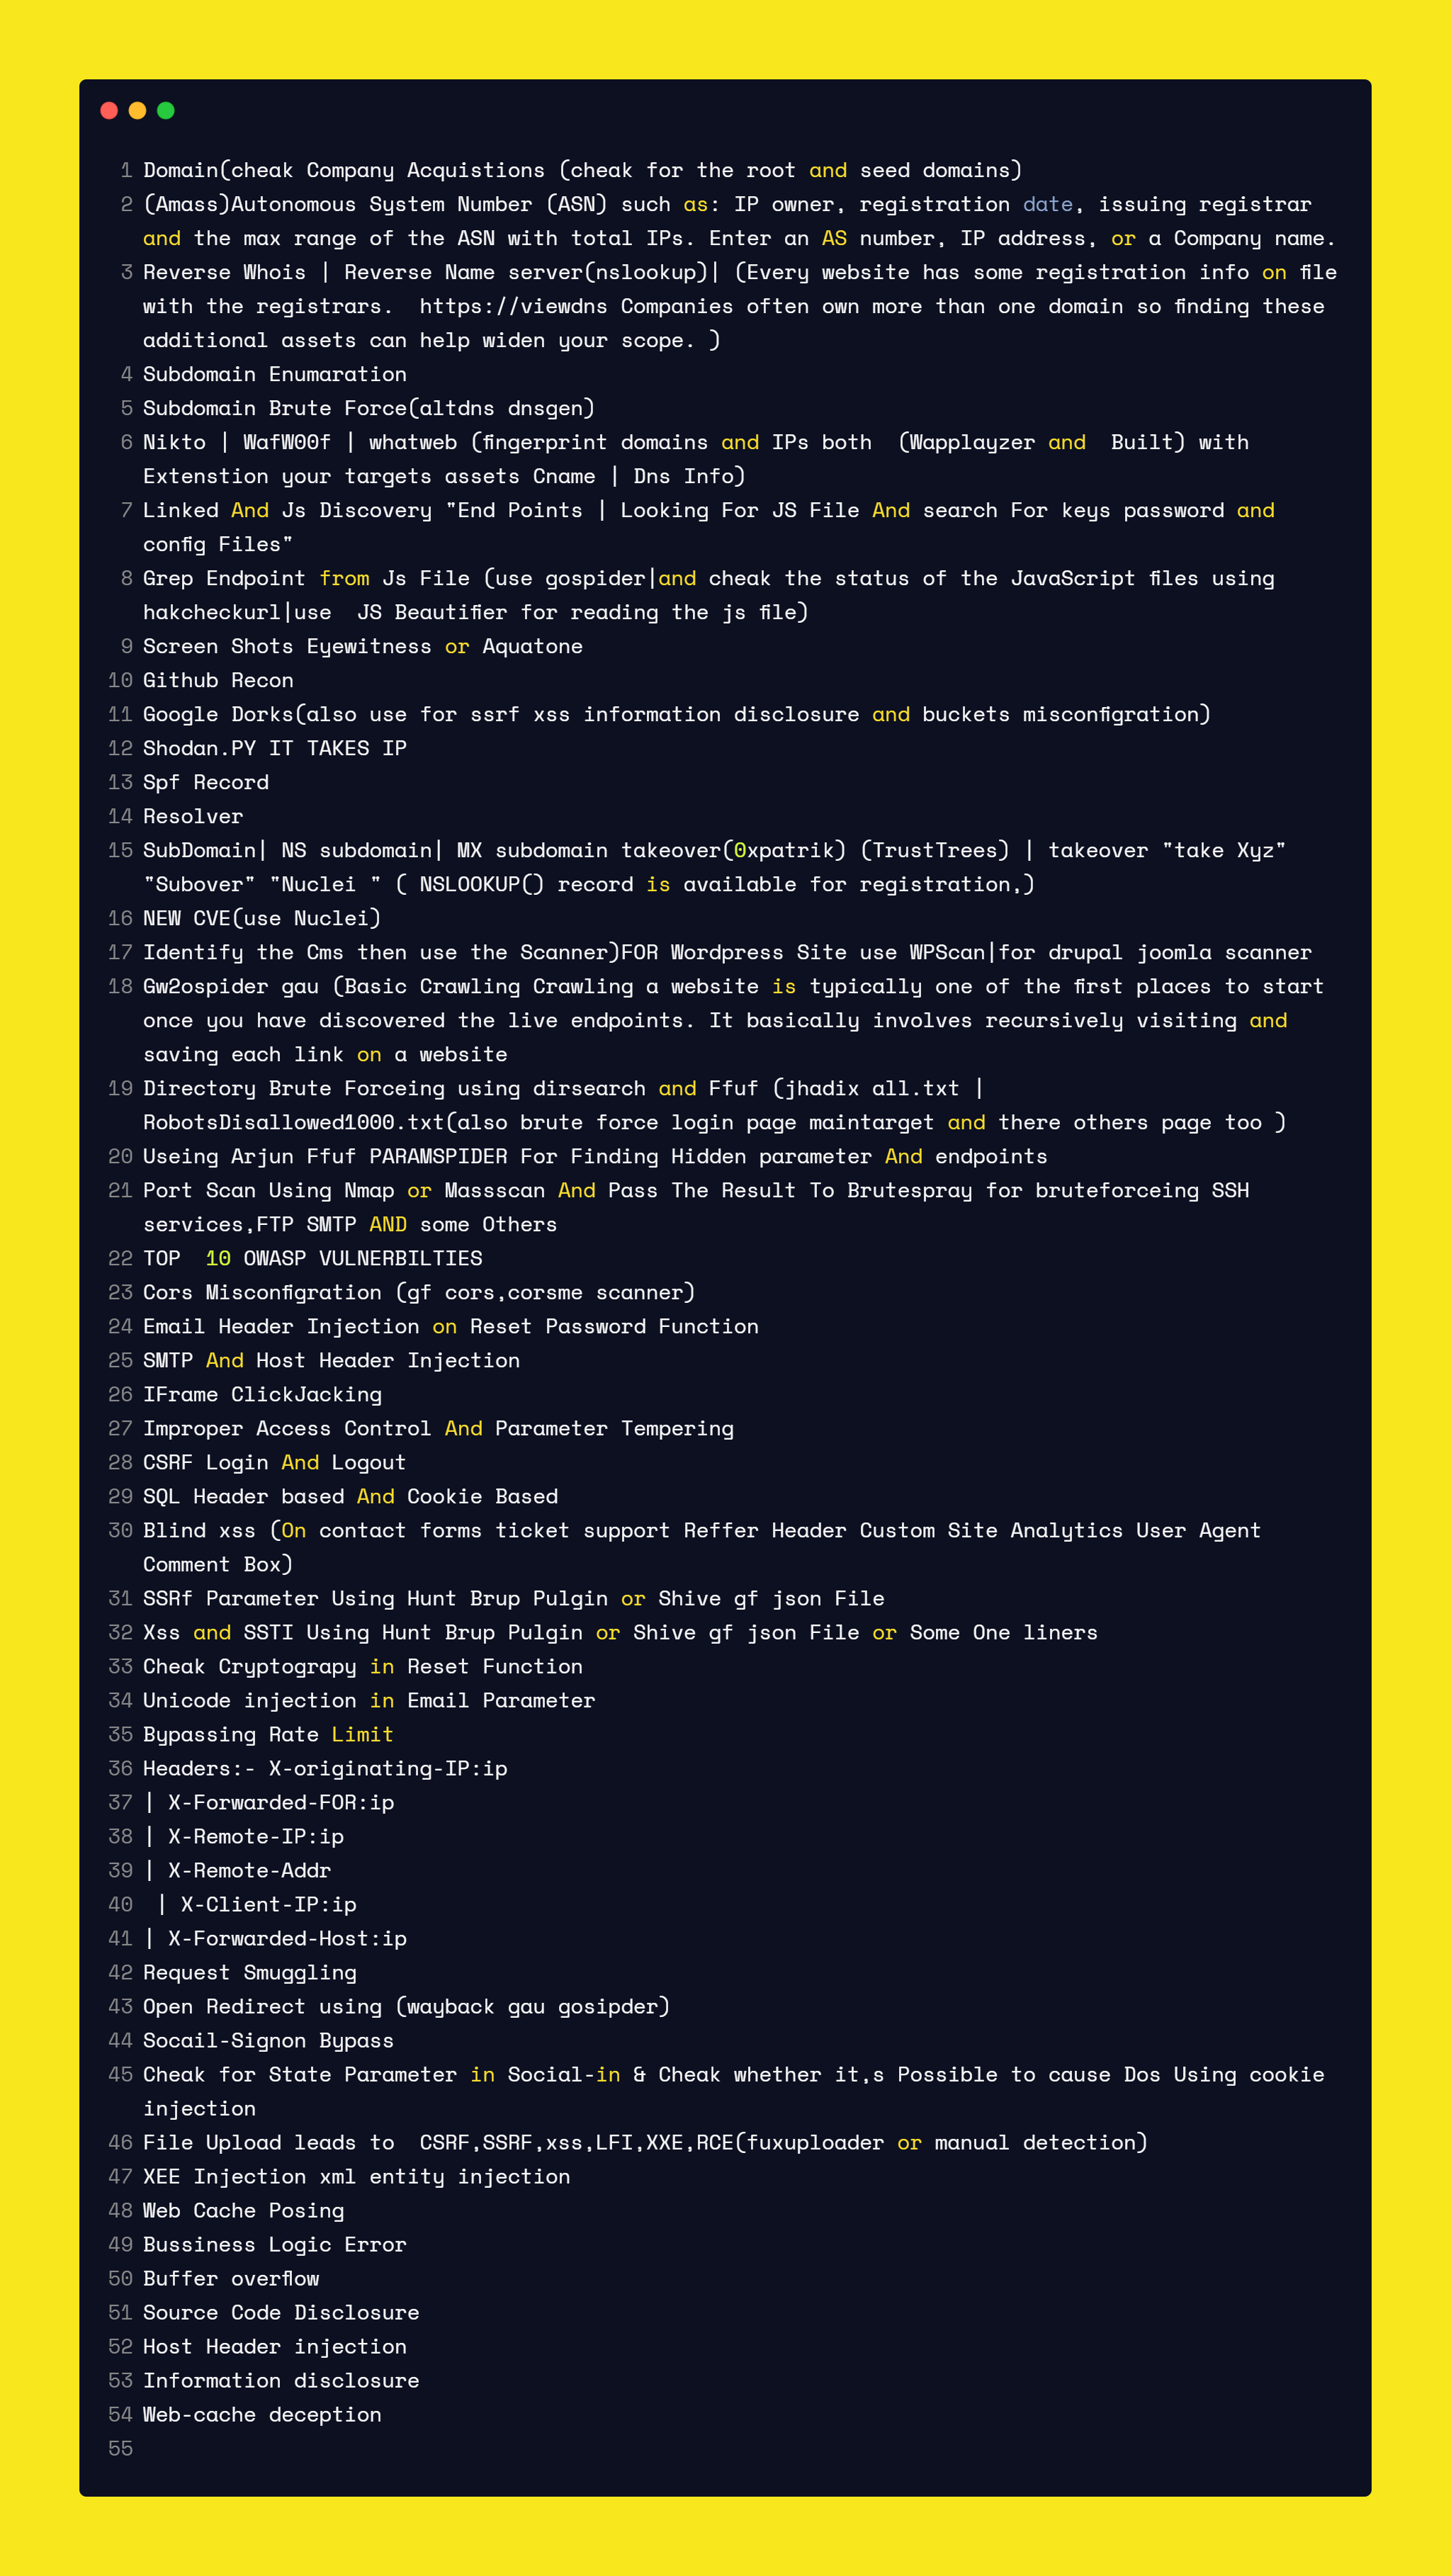 1 Domain(cheak Company Acquistions (cheak for the root and seed domains)
2 (Amass)Autonomous System Number (ASN) such as: IP owner, registration date, issuing registrar
and the max range of the ASN with total IPs. Enter an AS number, IP address, or a Company name.
3 Reverse Whois | Reverse Name server(nslookup)| (Every website has some registration info on file
with the registrars.  https://viewdns Companies often own more than one domain so finding these
additional assets can help widen your scope. )
4 Subdomain Enumaration
5 Subdomain Brute Force(altdns dnsgen)
6 Nikto | WafW00f | whatweb (fingerprint domains and IPs both  (Wapplayzer and  Built) with
Extenstion your targets assets Cname | Dns Info)
7 Linked And Js Discovery "End Points | Looking For JS File And search For keys password and
config Files"
8 Grep Endpoint from Js File (use gospider|and cheak the status of the JavaScript files using
hakcheckurl|use  JS Beautifier for reading the js file)
9 Screen Shots Eyewitness or Aquatone
10 Github Recon
11 Google Dorks(also use for ssrf xss information disclosure and buckets misconfigration)
12 Shodan.PY IT TAKES IP
13 Spf Record
14 Resolver
15 SubDomain| NS subdomain| MX subdomain takeover(0xpatrik) (TrustTrees) | takeover "take Xyz"
"Subover" "Nuclei " ( NSLOOKUP() record is available for registration,)
16 NEW CVE(use Nuclei)
17 Identify the Cms then use the Scanner)FOR Wordpress Site use WPScan|for drupal joomla scanner
18 Gw2ospider gau (Basic Crawling Crawling a website is typically one of the first places to start
once you have discovered the live endpoints. It basically involves recursively visiting and
saving each link on a website
19 Directory Brute Forceing using dirsearch and Ffuf (jhadix all.txt |
RobotsDisallowed1000.txt(also brute force login page maintarget and there others page too )
20 Useing Arjun Ffuf PARAMSPIDER For Finding Hidden parameter And endpoints
21 Port Scan Using Nmap or Massscan And Pass The Result To Brutespray for bruteforceing SSH
services,FTP SMTP AND some Others
22 TOP  10 OWASP VULNERBILTIES
23 Cors Misconfigration (gf cors,corsme scanner)
24 Email Header Injection on Reset Password Function
25 SMTP And Host Header Injection
26 IFrame ClickJacking
27 Improper Access Control And Parameter Tempering
28 CSRF Login And Logout
29 SQL Header based And Cookie Based
30 Blind xss (On contact forms ticket support Reffer Header Custom Site Analytics User Agent
Comment Box)
31 SSRf Parameter Using Hunt Brup Pulgin or Shive gf json File
32 Xss and SSTI Using Hunt Brup Pulgin or Shive gf json File or Some One liners
33 Cheak Cryptograpy in Reset Function
34 Unicode injection in Email Parameter
35 Bypassing Rate Limit
36 Headers:- X-originating-IP:ip
37 | X-Forwarded-FOR:ip
38 | X-Remote-IP:ip
39 | X-Remote-Addr
40  | X-Client-IP:ip
41 | X-Forwarded-Host:ip
42 Request Smuggling
43 Open Redirect using (wayback gau gosipder)
44 Socail-Signon Bypass
45 Cheak for State Parameter in Social-in & Cheak whether it,s Possible to cause Dos Using cookie
injection
46 File Upload leads to  CSRF,SSRF,xss,LFI,XXE,RCE(fuxuploader or manual detection)
47 XEE Injection xml entity injection
48 Web Cache Posing
49 Bussiness Logic Error
50 Buffer overflow
51 Source Code Disclosure
52 Host Header injection
53 Information disclosure
54 Web-cache deception
55